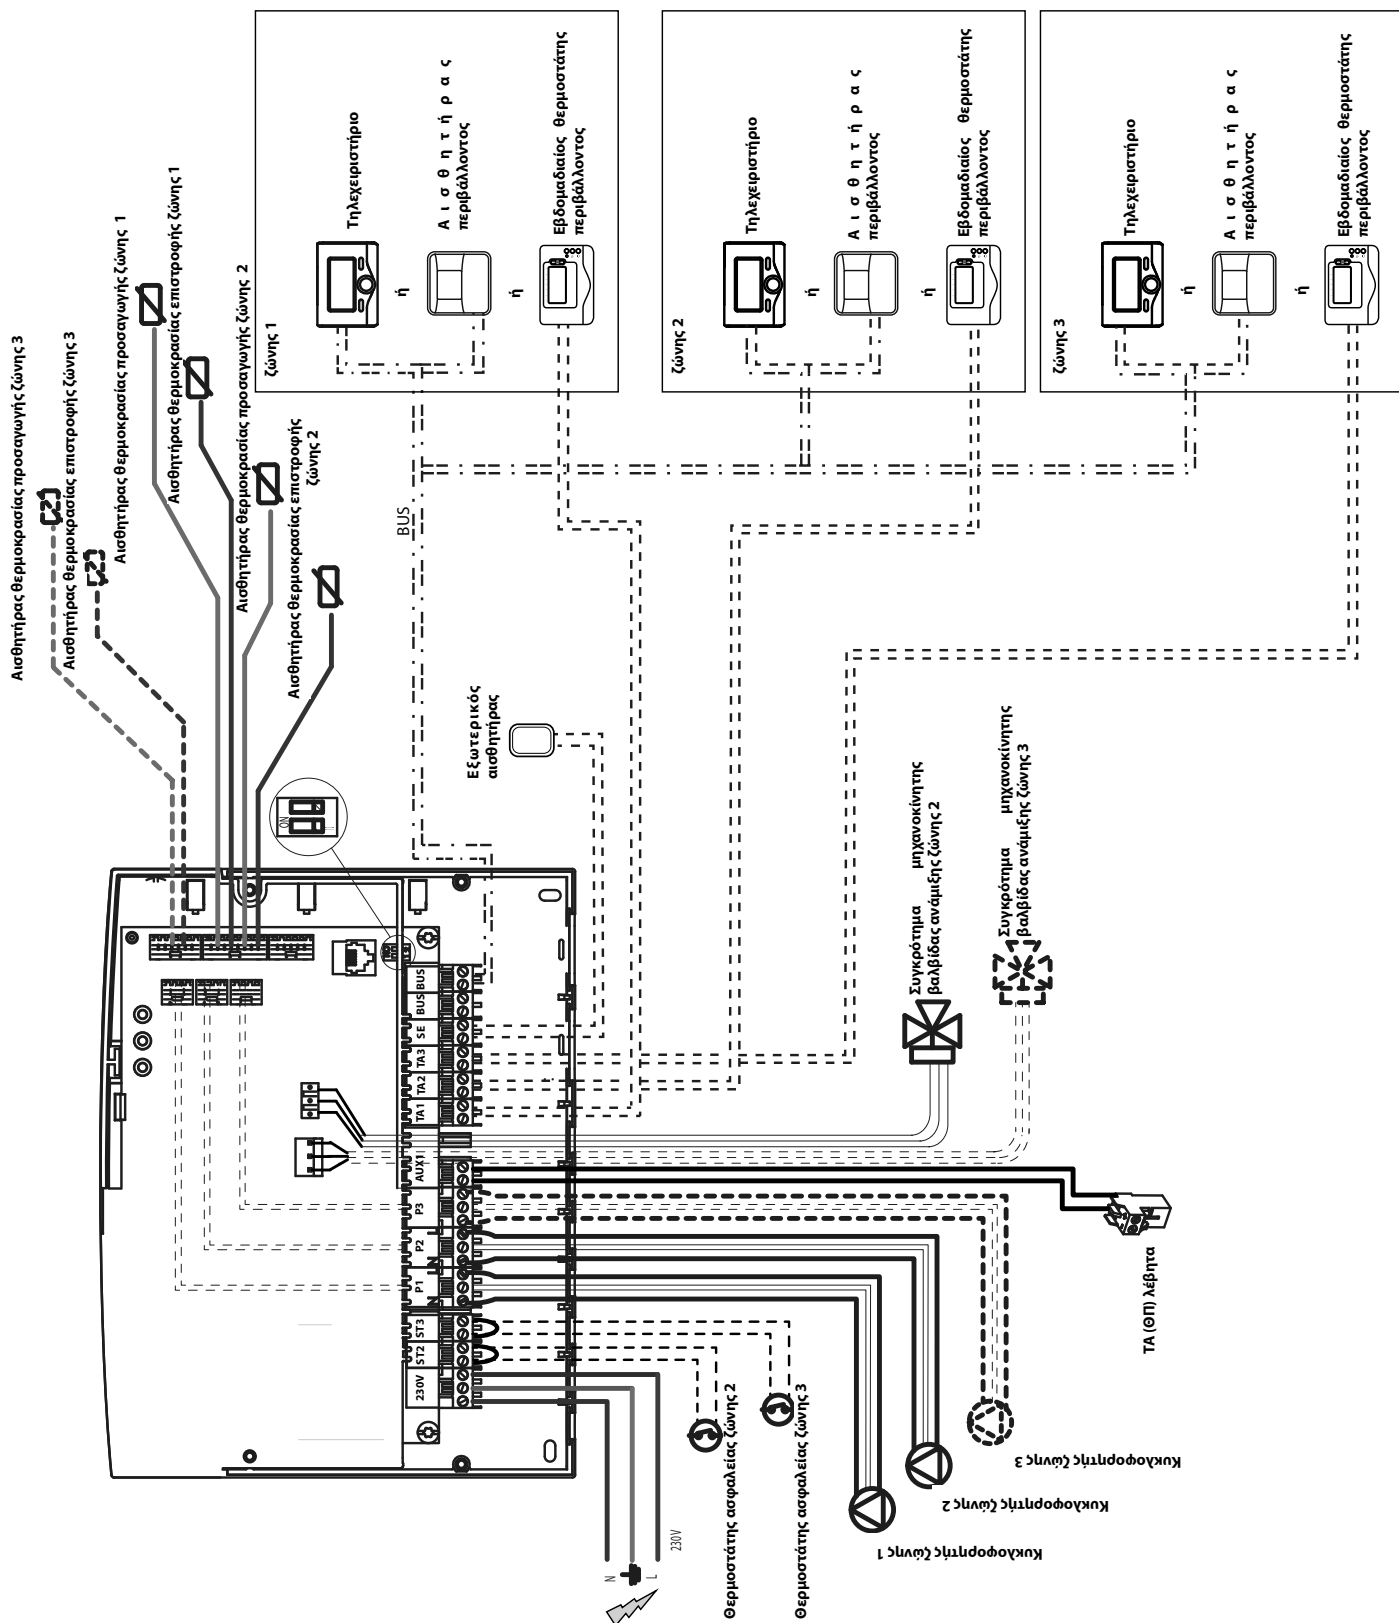 Αισθητήρας θερμοκρασίας προσαγωγής ζώνης 3
Αισθητήρας θερμοκρασίας επιστροφής ζώνης 3
Αισθητήρας θερμοκρασίας προσαγωγής ζώνης 1
Αισθητήρας θερμοκρασίας επιστροφής ζώνης 1
Αισθητήρας θερμοκρασίας προσαγωγής ζώνης 2
Αισθητήρας θερμοκρασίας επιστροφής
ζώνης 2
ζώνης 1
Τηλεχειριστήριο
ή
Α ι σ θ η τ ή ρ α ς
περιβάλλοντος
ή
Εβδομαδιαίος θερμοστάτης
περιβάλλοντος
ζώνης 2
Τηλεχειριστήριο
ή
Α ι σ θ η τ ή ρ α ς
περιβάλλοντος
ή
Εβδομαδιαίος θερμοστάτης
περιβάλλοντος
ζώνης 3
Τηλεχειριστήριο
ή
Α ι σ θ η τ ή ρ α ς
περιβάλλοντος
ή
Εβδομαδιαίος θερμοστάτης
περιβάλλοντος
BUS
Εξωτερικός
αισθητήρας
ON
Συγκρότημα μηχανοκίνητης
βαλβίδας ανάμιξης ζώνης 2
Συγκρότημα μηχανοκίνητης
βαλβίδας ανάμιξης ζώνης 3
230V
ST2
ST3
P1
P2
P3
AUX1
TA1
TA2
TA3
SE
BUS
BUS
N
L
N
L
TA (ΘΠ) λέβητα
N
L
230V
Θερμοστάτης ασφαλείας ζώνης 2
Θερμοστάτης ασφαλείας ζώνης 3
Κυκλοφορητής ζώνης 1
Κυκλοφορητής ζώνης 2
Κυκλοφορητής ζώνης 3